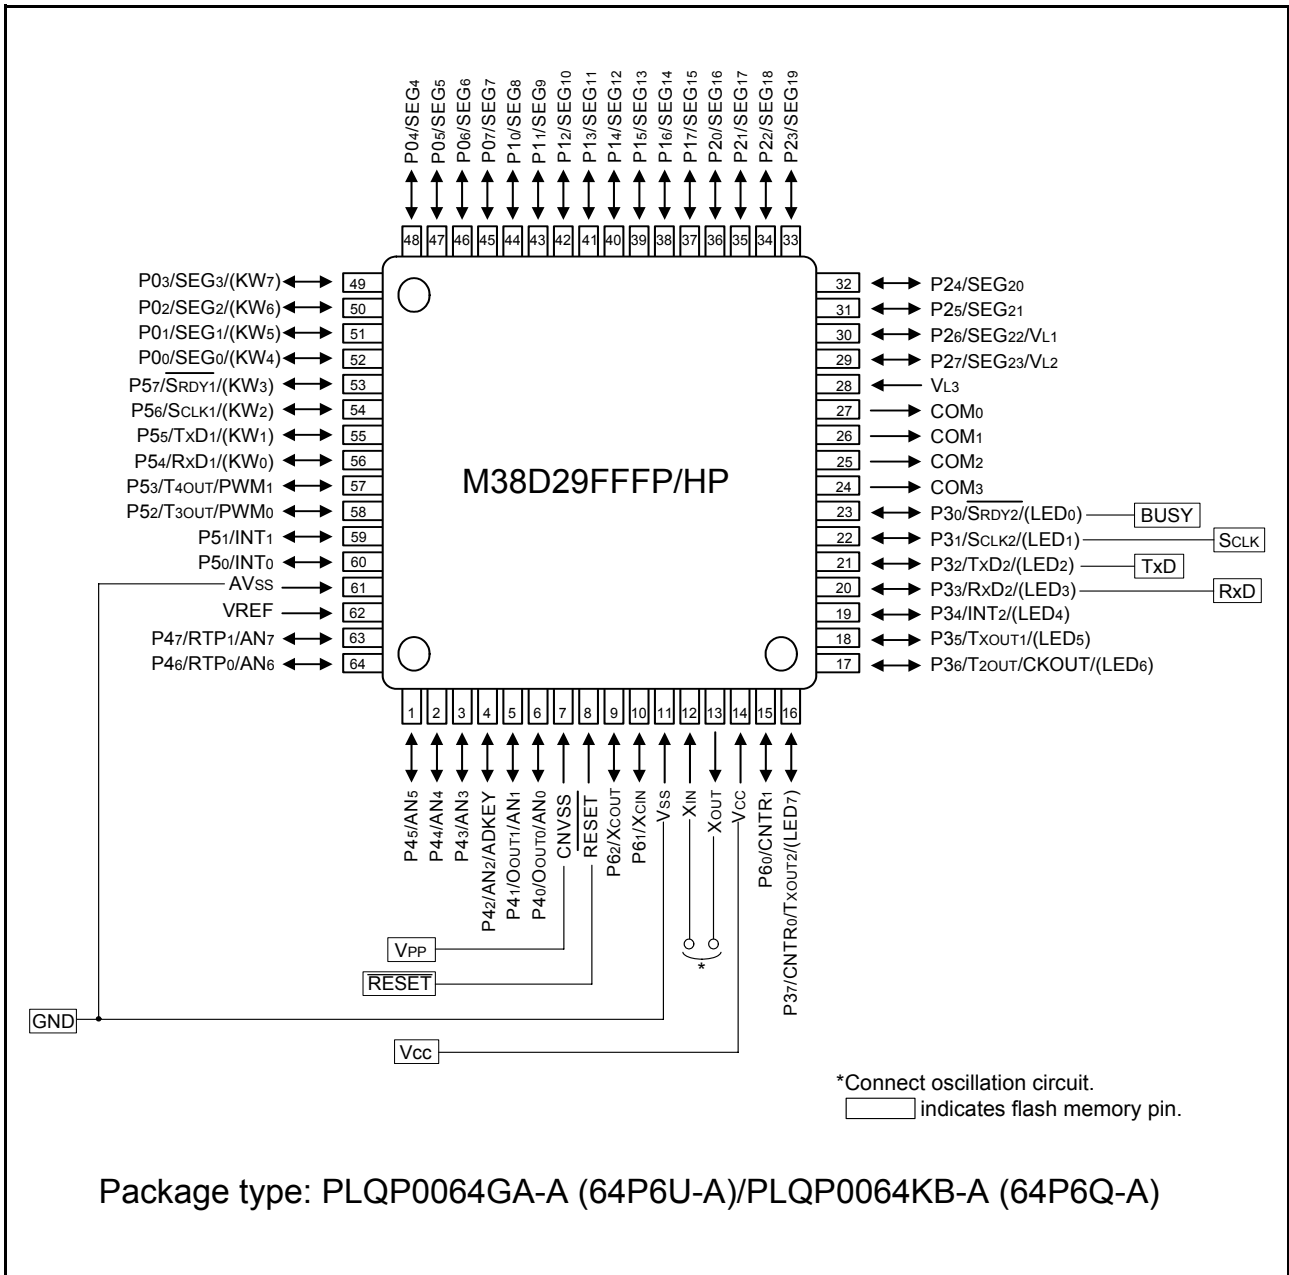 P04/SEG4
P05/SEG5
P06/SEG6
P07/SEG7
P10/SEG8
P11/SEG9
P12/SEG10
P13/SEG11
P14/SEG12
P15/SEG13
P16/SEG14
P17/SEG15
P20/SEG16
P21/SEG17
P22/SEG18
P23/SEG19
48 47 46 45 44 43 42 41 40 39 38 37 36 35 34 33
P03/SEG3/(KW7) 49
P02/SEG2/(KW6) 50
P01/SEG1/(KW5) 51
P00/SEG0/(KW4) 52
P57/SRDY1/(KW3) 53
P56/SCLK1/(KW2) 54
P55/TXD1/(KW1) 55
P54/RXD1/(KW0) 56
P53/T4OUT/PWM1 57
P52/T3OUT/PWM0 58
P51/INT1 59
P50/INT0 60
AVSS 61
VREF 62
P47/RTP1/AN7 63
P46/RTP0/AN6 64
M38D29FFFP/HP
32 P24/SEG20
31 P25/SEG21
30 P26/SEG22/VL1
29 P27/SEG23/VL2
28 VL3
27 COM0
26 COM1
25 COM2
24 COM3
23 P30/SRDY2/(LED0) BUSY
22 P31/SCLK2/(LED1) SCLK
21 P32/TXD2/(LED2) TxD
20 P33/RXD2/(LED3) RxD
19 P34/INT2/(LED4)
18 P35/TXOUT1/(LED5)
17 P36/T2OUT/CKOUT/(LED6)
1 2 3 4 5 6 7 8 9 10 11 12 13 14 15 16
P45/AN5
P44/AN4
P43/AN3
P42/AN2/ADKEY
P41/OOUT1/AN1
P40/OOUT0/AN0
CNVSS
RESET
P62/XCOUT
P61/XCIN
VSS
XIN
XOUT
VCC
P60/CNTR1
P37/CNTR0/TXOUT2/(LED7)
VPP
*
RESET
GND
Vcc
*Connect oscillation circuit.
indicates flash memory pin.
Package type: PLQP0064GA-A (64P6U-A)/PLQP0064KB-A (64P6Q-A)